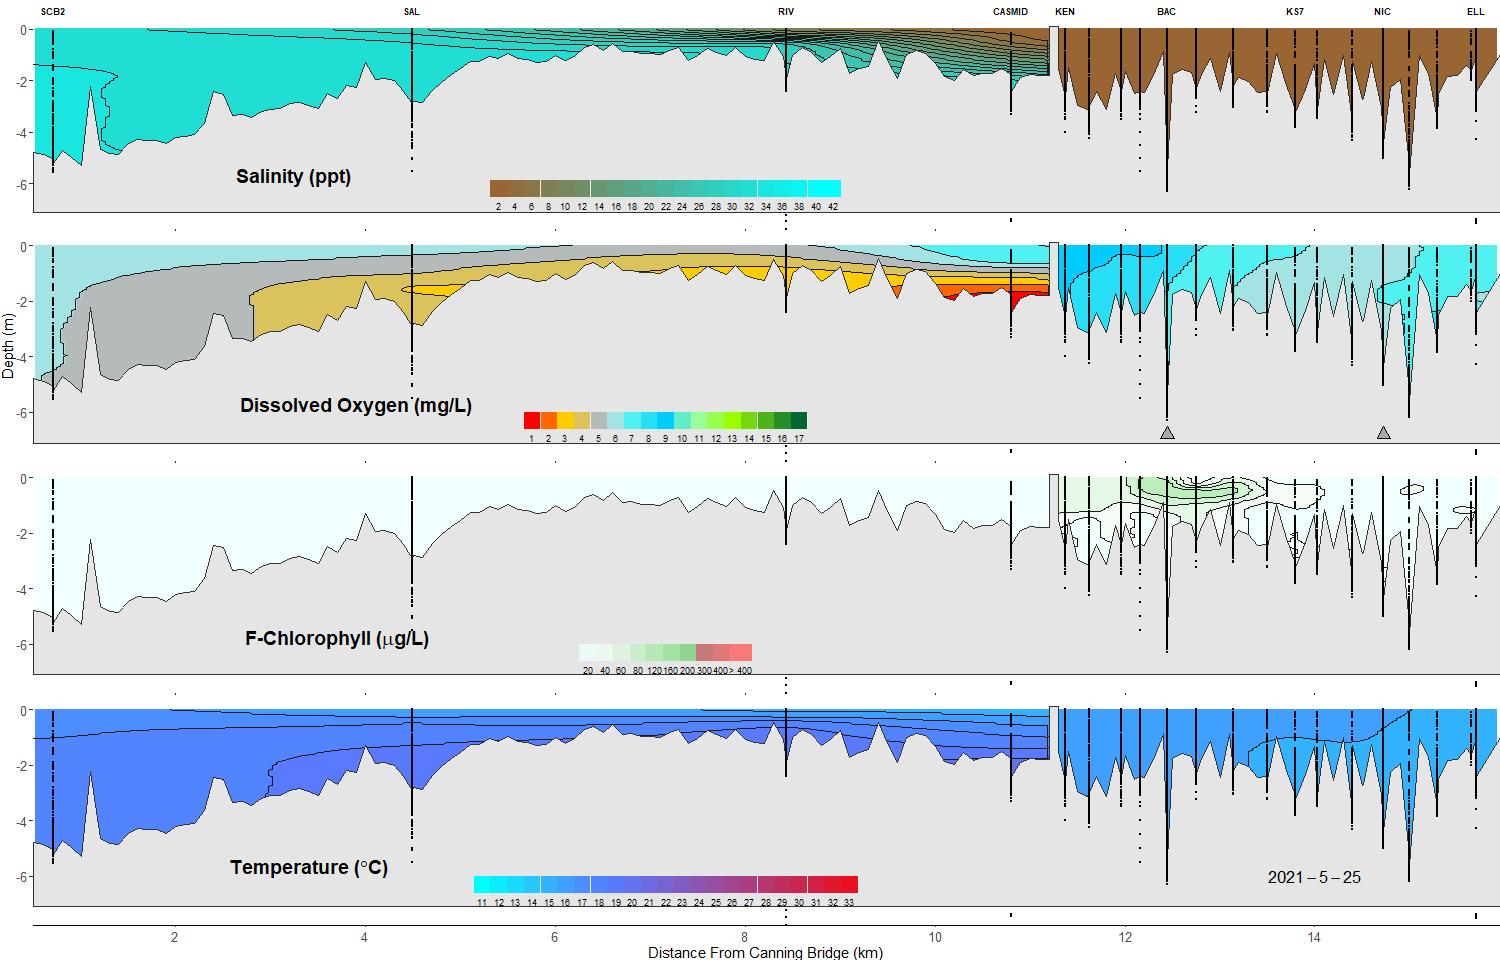 SCB2 SAL RIV CASMID KEN BAC KS7 NIC ELL
0
-2
-4
-6
Salinity (ppt)
2 4 6 8 10 12 14 16 18 20 22 24 26 28 30 32 34 36 38 40 42
0
-2
-4
-6
Depth (m)
Dissolved Oxygen (mg/L)
1 2 3 4 5 6 7 8 9 10 11 12 13 14 15 16 17
0
-2
-4
-6
F-Chlorophyll (µg/L)
20 40 60 80 120 160 200 300 400 > 400
0
-2
-4
-6
Temperature (°C)
2021 – 5 – 25
11 12 13 14 15 16 17 18 19 20 21 22 23 24 25 26 27 28 29 30 31 32 33
2 4 6 8 10 12 14
Distance From Canning Bridge (km)